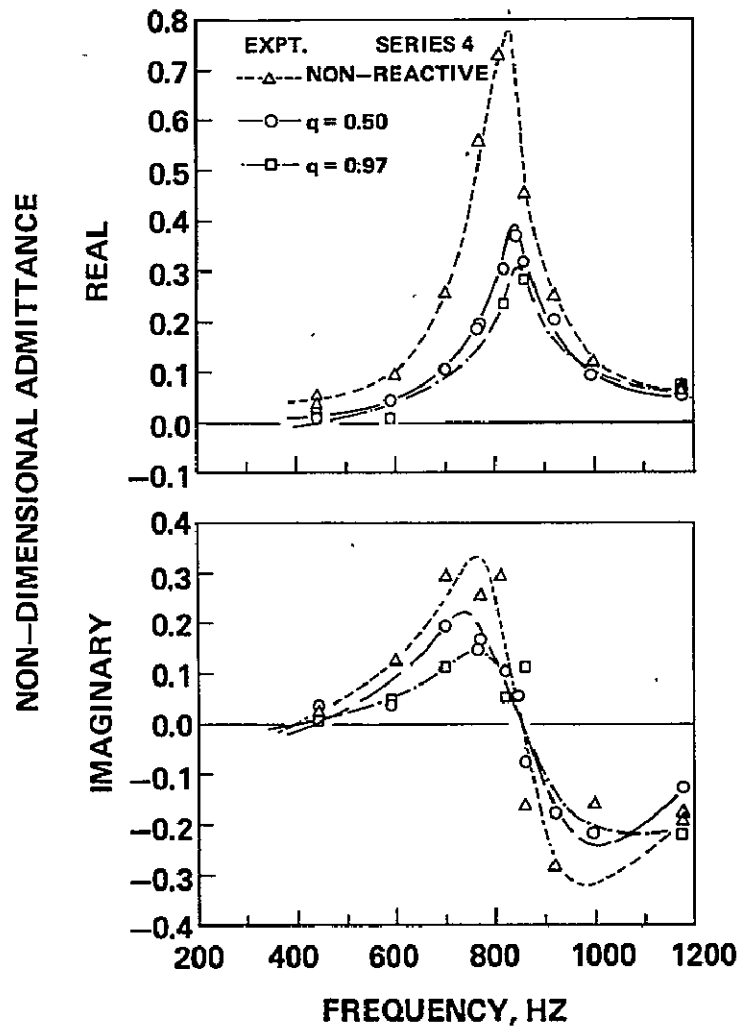 NON–DIMENSIONAL ADMITTANCE
REAL
0.8
0.7
0.6
0.5
0.4
0.3
0.2
0.1
0.0
–0.1
EXPT. SERIES 4
NON–REACTIVE
q = 0.50
q = 0.97
IMAGINARY
0.4
0.3
0.2
0.1
0.0
–0.1
–0.2
–0.3
–0.4
200 400 600 800 1000 1200
FREQUENCY, HZ